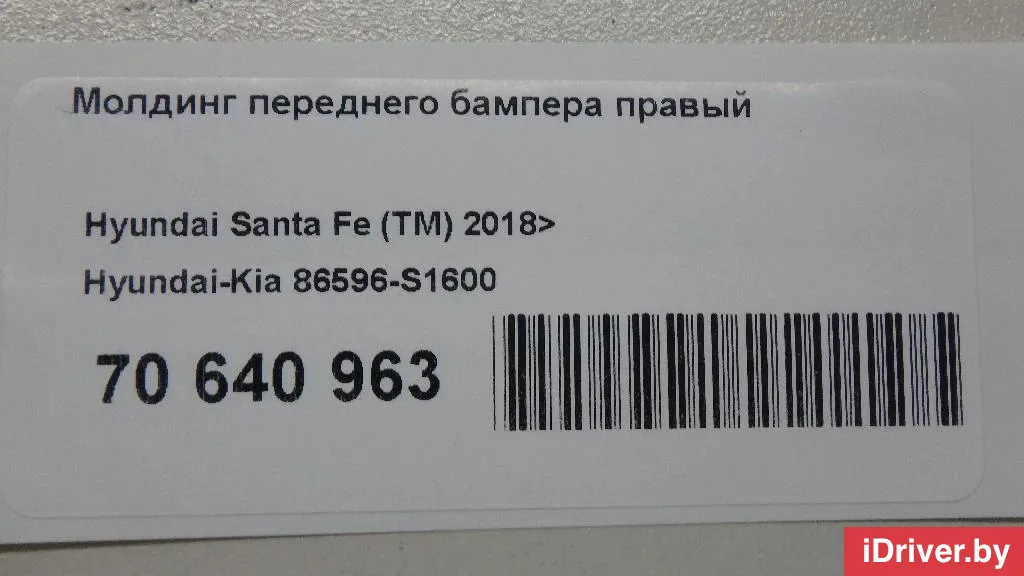 Молдинг переднего бампера правый
Hyundai Santa Fe (TM) 2018>
Hyundai-Kia 86596-S1600
70 640 963
iDriver.by